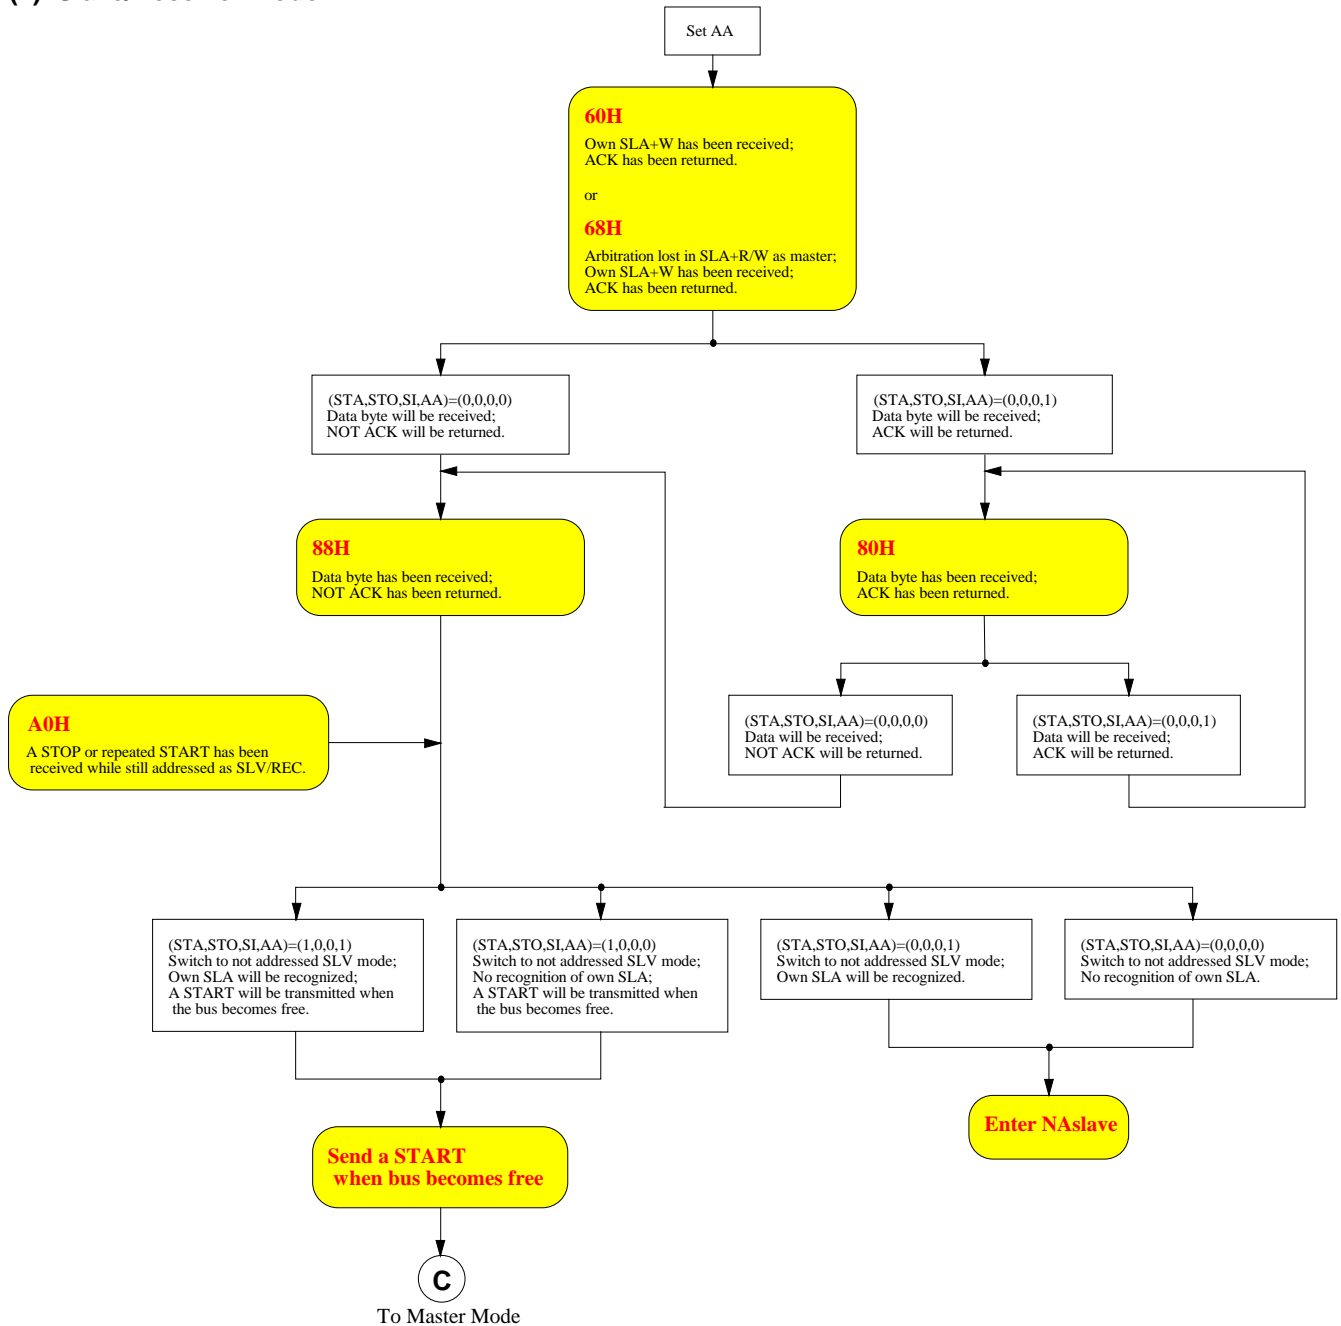 Set AA
60H
Own SLA+W has been received;
ACK has been returned.
or
68H
Arbitration lost in SLA+R/W as master;
Own SLA+W has been received;
ACK has been returned.
(STA,STO,SI,AA)=(0,0,0,0)
Data byte will be received;
NOT ACK will be returned.
(STA,STO,SI,AA)=(0,0,0,1)
Data byte will be received;
ACK will be returned.
88H
Data byte has been received;
NOT ACK has been returned.
80H
Data byte has been received;
ACK has been returned.
A0H
A STOP or repeated START has been
received while still addressed as SLV/REC.
(STA,STO,SI,AA)=(0,0,0,0)
Data will be received;
NOT ACK will be returned.
(STA,STO,SI,AA)=(0,0,0,1)
Data will be received;
ACK will be returned.
(STA,STO,SI,AA)=(1,0,0,1)
Switch to not addressed SLV mode;
Own SLA will be recognized;
A START will be transmitted when
the bus becomes free.
(STA,STO,SI,AA)=(1,0,0,0)
Switch to not addressed SLV mode;
No recognition of own SLA;
A START will be transmitted when
the bus becomes free.
(STA,STO,SI,AA)=(0,0,0,1)
Switch to not addressed SLV mode;
Own SLA will be recognized.
(STA,STO,SI,AA)=(0,0,0,0)
Switch to not addressed SLV mode;
No recognition of own SLA.
Send a START
when bus becomes free
Enter NAslave
C
To Master Mode